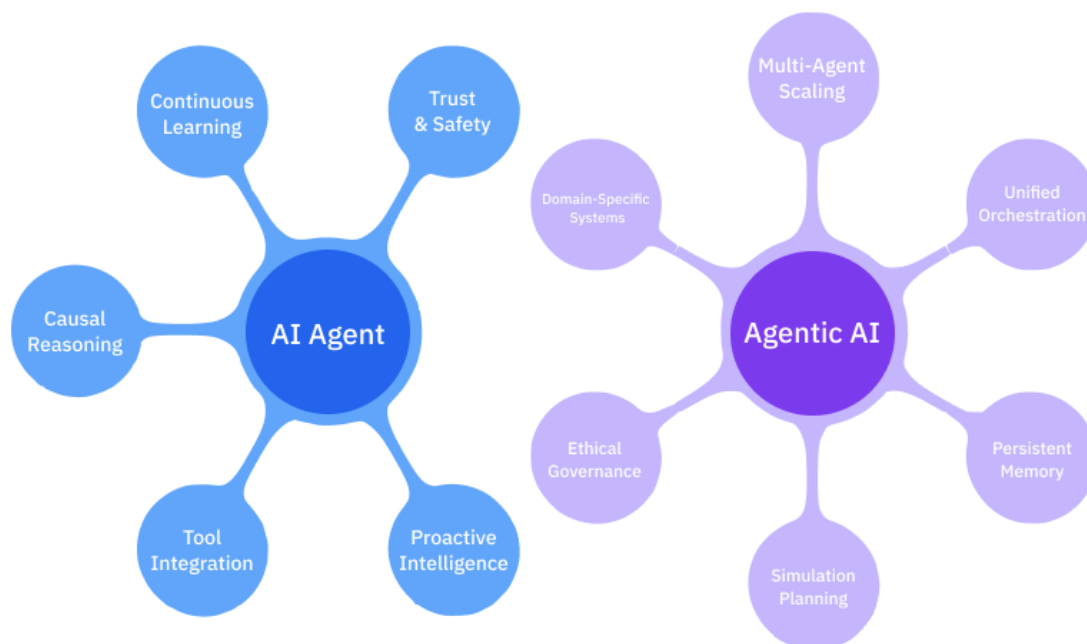 Continuous
Learning
Trust
& Safety
Causal
Reasoning
AI Agent
Tool
Integration
Proactive
Intelligence
Multi-Agent
Scaling
Domain-Specific
Systems
Unified
Orchestration
Agentic AI
Ethical
Governance
Persistent
Memory
Simulation
Planning